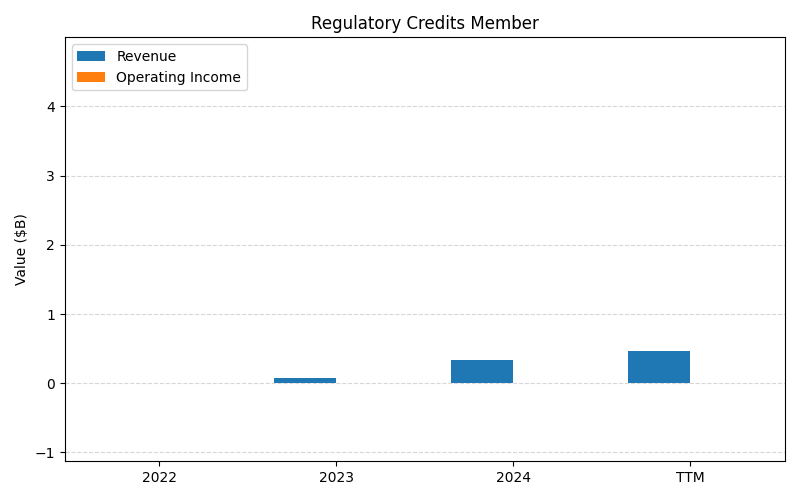 Regulatory Credits Member
Revenue
Operating Income
Value ($B)
4
3
2
1
0
−1
2022
2023
2024
TTM